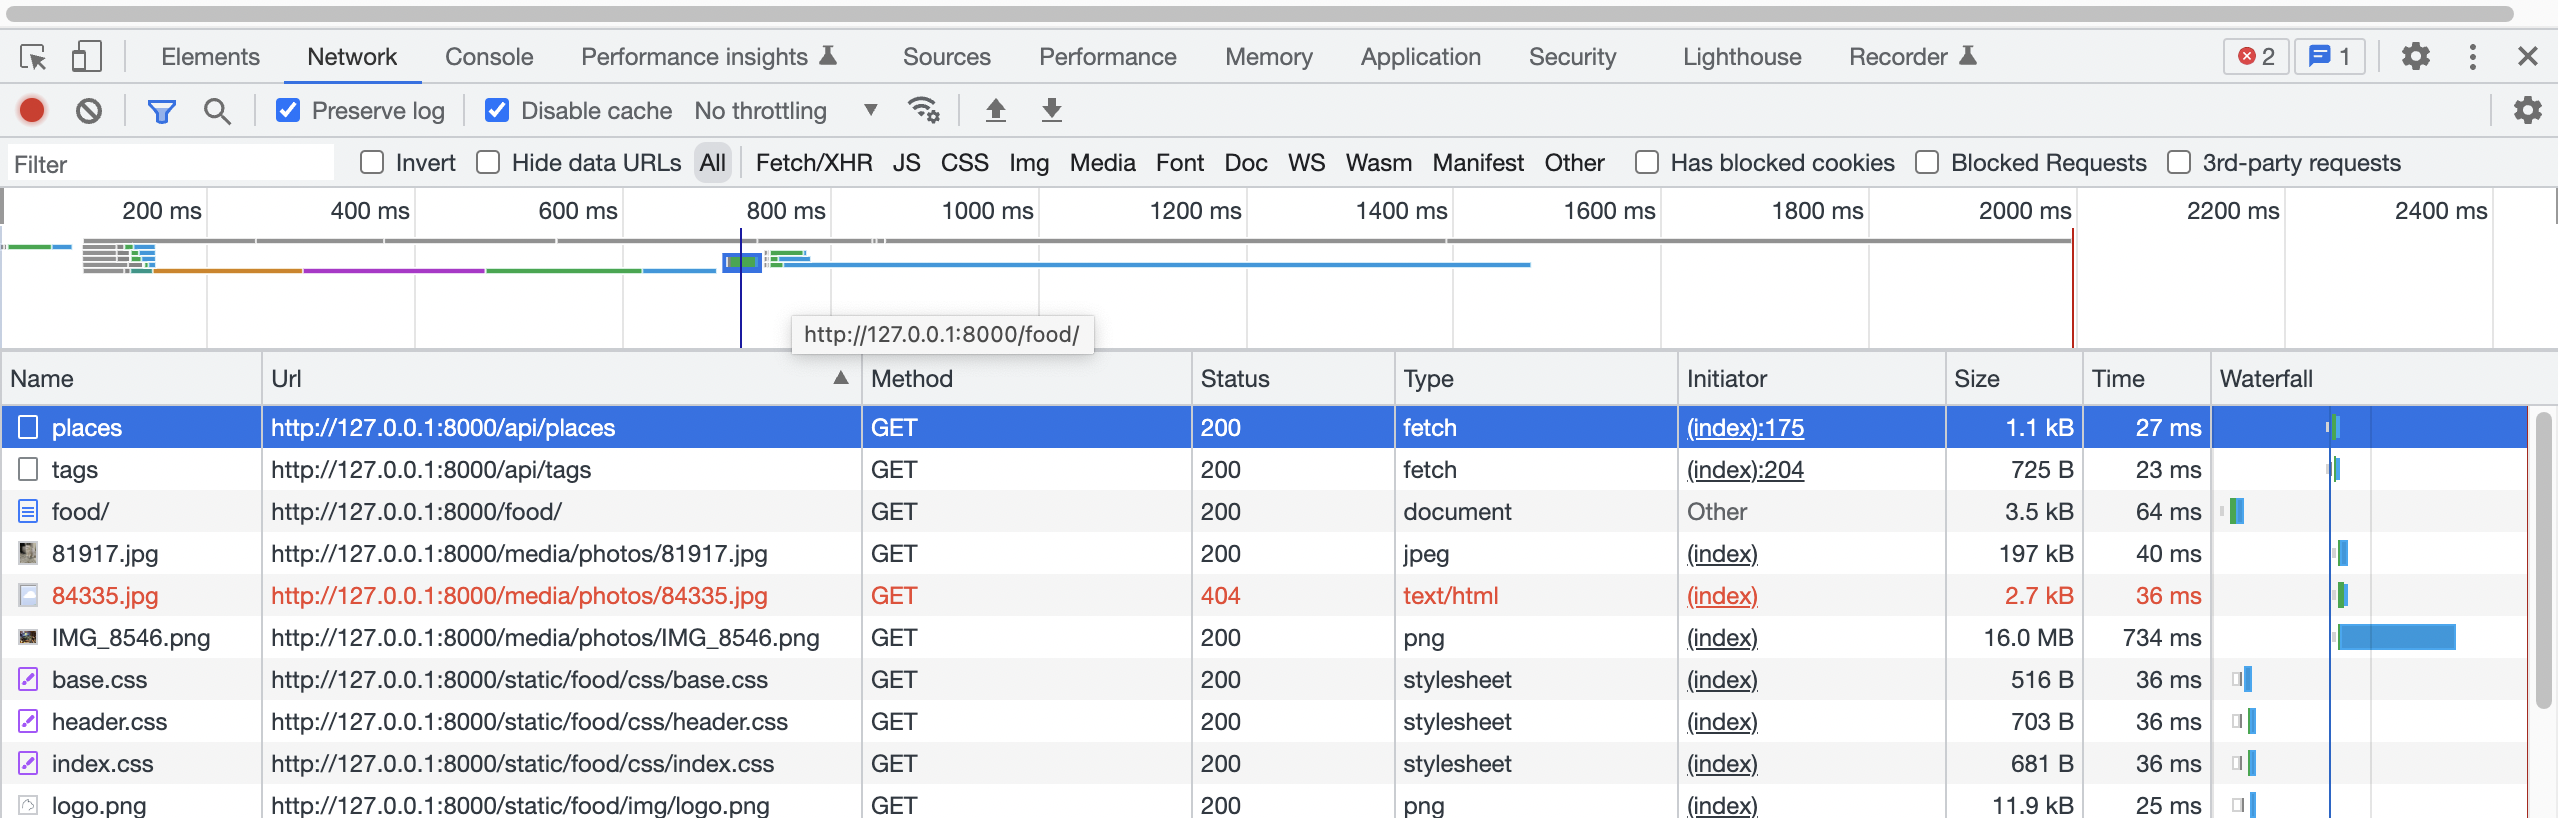 Elements Network Console Performance insights Sources Performance Memory Application Security Lighthouse Recorder 2 1
Preserve log Disable cache No throttling
Filter Invert Hide data URLs All Fetch/XHR JS CSS Img Media Font Doc WS Wasm Manifest Other Has blocked cookies Blocked Requests 3rd-party requests
200 ms 400 ms 600 ms 800 ms 1000 ms 1200 ms 1400 ms 1600 ms 1800 ms 2000 ms 2200 ms 2400 ms
http://127.0.0.1:8000/food/
Name Url Method Status Type Initiator Size Time Waterfall
places http://127.0.0.1:8000/api/places GET 200 fetch (index):175 1.1 kB 27 ms
tags http://127.0.0.1:8000/api/tags GET 200 fetch (index):204 725 B 23 ms
food/ http://127.0.0.1:8000/food/ GET 200 document Other 3.5 kB 64 ms
81917.jpg http://127.0.0.1:8000/media/photos/81917.jpg GET 200 jpeg (index) 197 kB 40 ms
84335.jpg http://127.0.0.1:8000/media/photos/84335.jpg GET 404 text/html (index) 2.7 kB 36 ms
IMG_8546.png http://127.0.0.1:8000/media/photos/IMG_8546.png GET 200 png (index) 16.0 MB 734 ms
base.css http://127.0.0.1:8000/static/food/css/base.css GET 200 stylesheet (index) 516 B 36 ms
header.css http://127.0.0.1:8000/static/food/css/header.css GET 200 stylesheet (index) 703 B 36 ms
index.css http://127.0.0.1:8000/static/food/css/index.css GET 200 stylesheet (index) 681 B 36 ms
logo.png http://127.0.0.1:8000/static/food/img/logo.png GET 200 png (index) 11.9 kB 25 ms